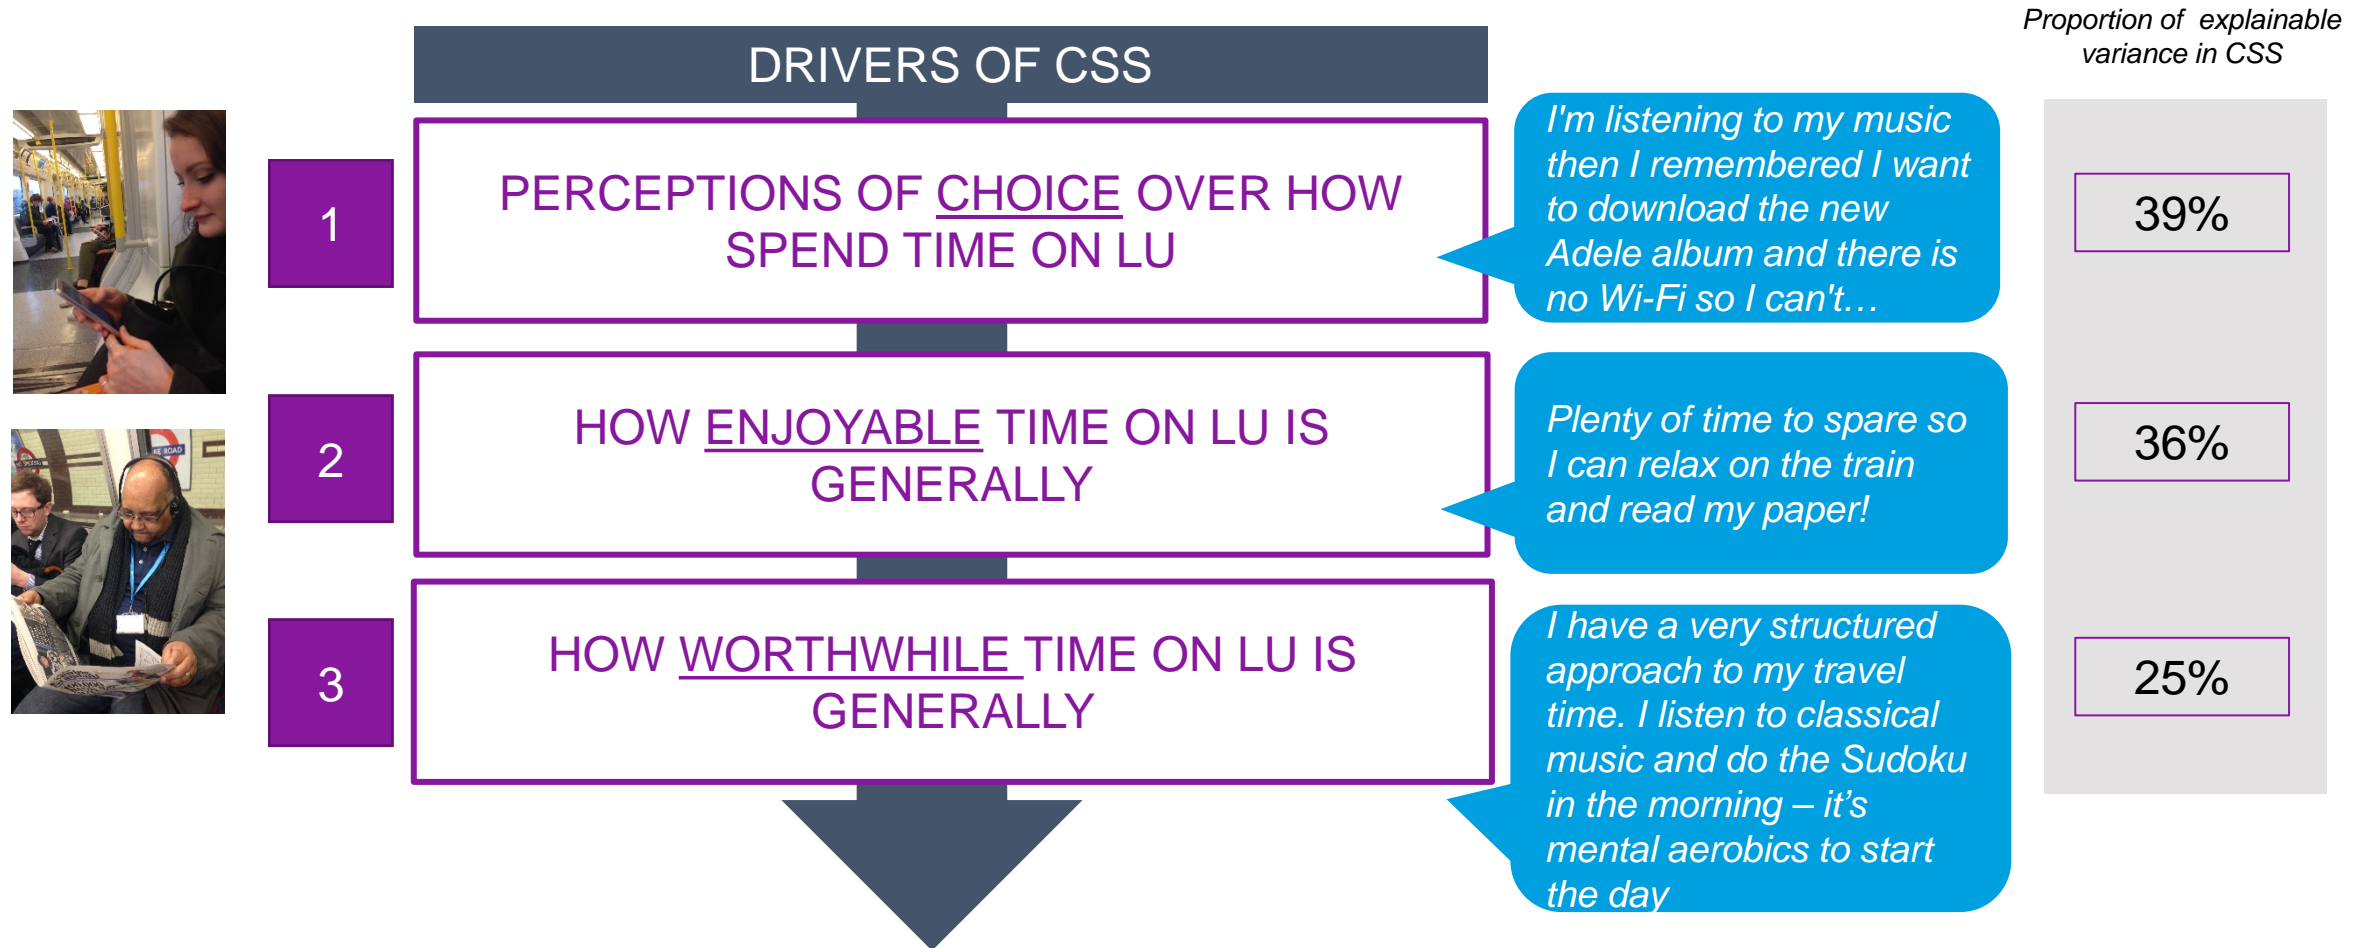 Proportion of explainable
variance in CSS
DRIVERS OF CSS
1
PERCEPTIONS OF CHOICE OVER HOW
SPEND TIME ON LU
I'm listening to my music
then I remembered I want
to download the new
Adele album and there is
no Wi-Fi so I can't…
39%
2
HOW ENJOYABLE TIME ON LU IS
GENERALLY
Plenty of time to spare so
I can relax on the train
and read my paper!
36%
RE ROAD
3
HOW WORTHWHILE TIME ON LU IS
GENERALLY
I have a very structured
approach to my travel
time. I listen to classical
music and do the Sudoku
in the morning – it’s
mental aerobics to start
the day
25%